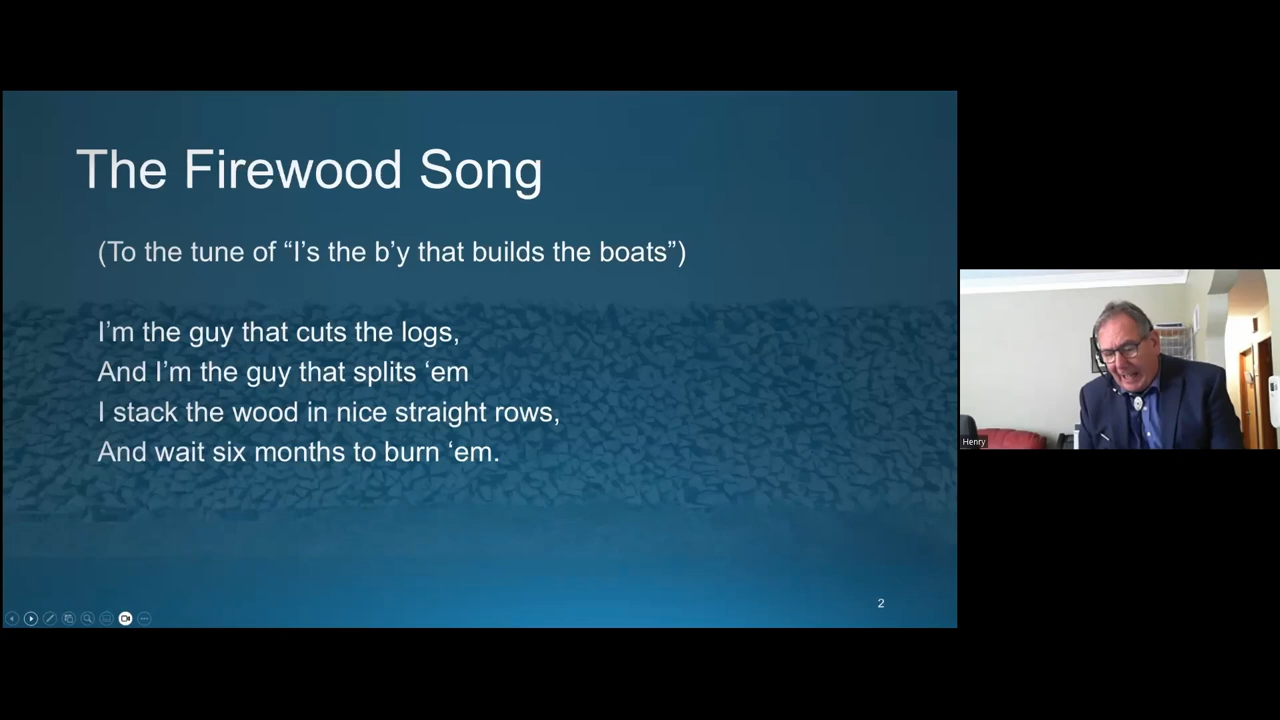 The Firewood Song
(To the tune of “I’s the b’y that builds the boats”)
I’m the guy that cuts the logs,
And I’m the guy that splits ‘em
I stack the wood in nice straight rows,
And wait six months to burn ‘em.
2
Henry